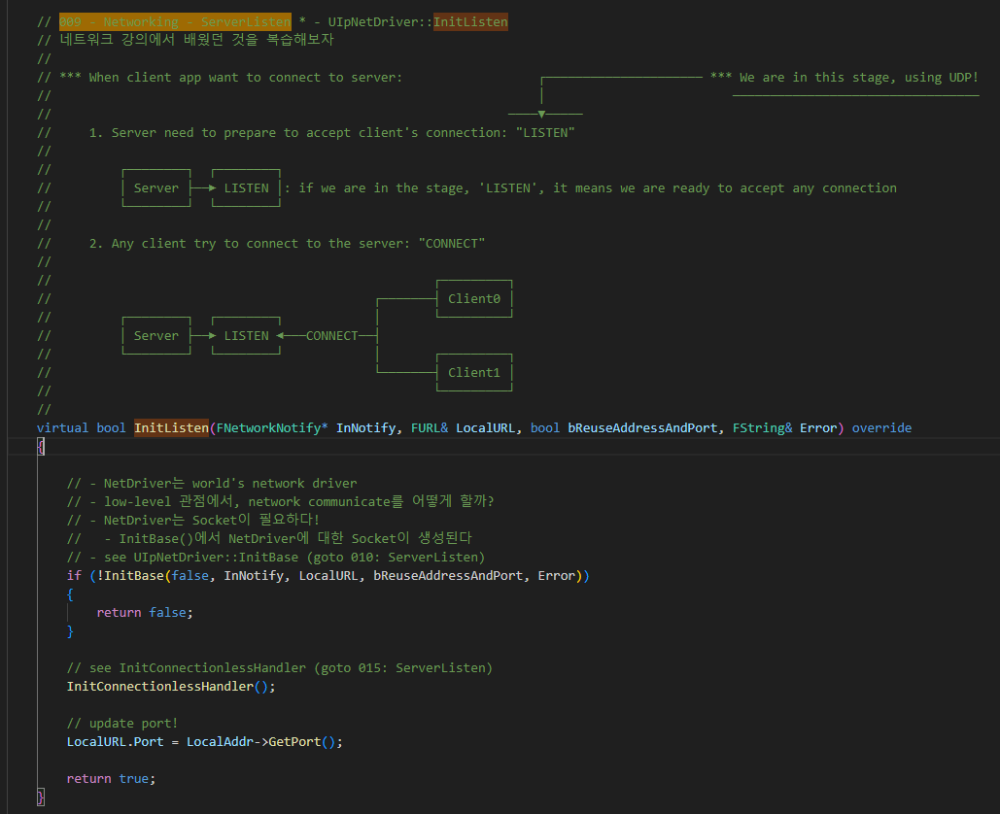 // 009 - Networking - ServerListen * - UIpNetDriver::InitListen
// 네트워크 강의에서 배웠던 것을 복습해보자
//
// *** When client app want to connect to server: *** We are in this stage, using UDP!
//
//
// 1. Server need to prepare to accept client's connection: "LISTEN"
//
//
// Server LISTEN : if we are in the stage, 'LISTEN', it means we are ready to accept any connection
//
//
// 2. Any client try to connect to the server: "CONNECT"
//
//
// Client0
//
// Server LISTEN CONNECT
//
// Client1
//
//
virtual bool InitListen(FNetworkNotify* InNotify, FURL& LocalURL, bool bReuseAddressAndPort, FString& Error) override
{
// - NetDriver는 world's network driver
// - low-level 관점에서, network communicate를 어떻게 할까?
// - NetDriver는 Socket이 필요하다!
// - InitBase()에서 NetDriver에 대한 Socket이 생성된다
// - see UIpNetDriver::InitBase (goto 010: ServerListen)
if (!InitBase(false, InNotify, LocalURL, bReuseAddressAndPort, Error))
{
return false;
}
// see InitConnectionlessHandler (goto 015: ServerListen)
InitConnectionlessHandler();
// update port!
LocalURL.Port = LocalAddr->GetPort();
return true;
}